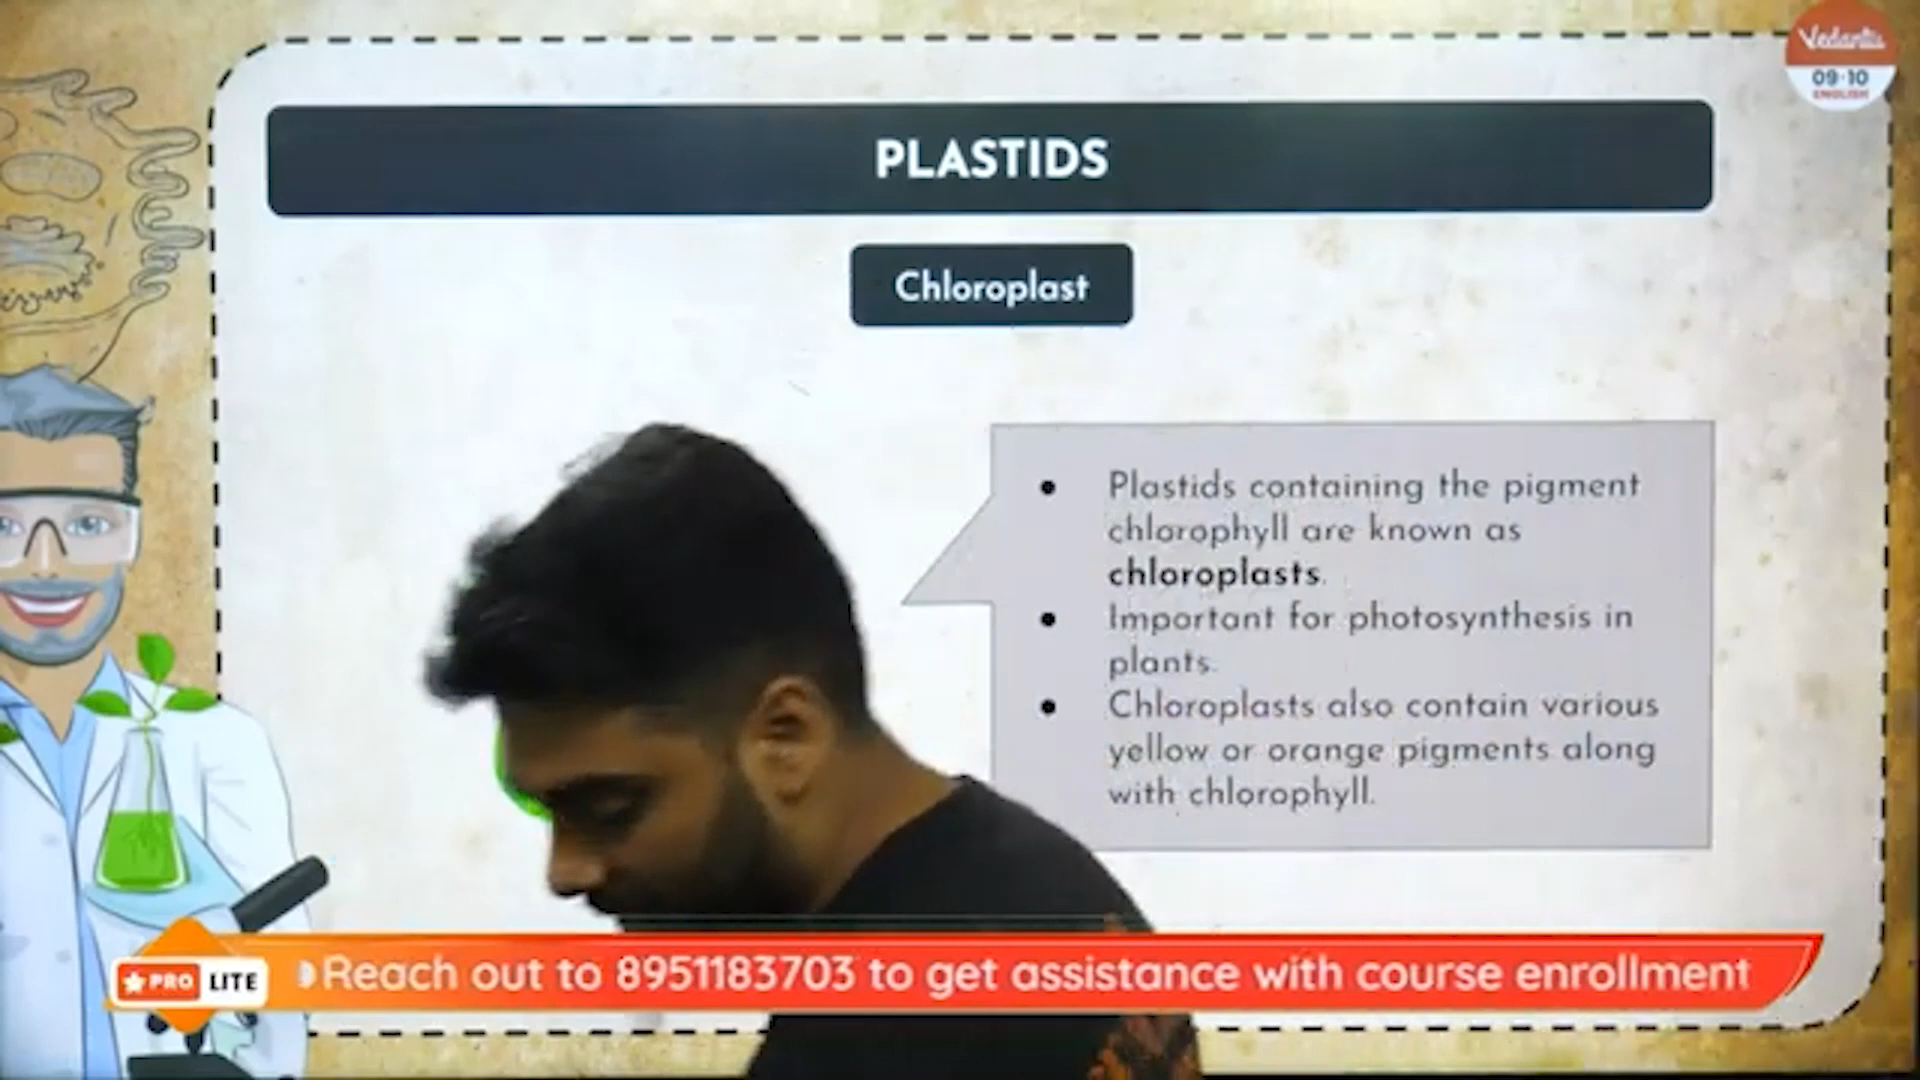 Vedantu
09-10
ENGLISH
PLASTIDS
Chloroplast
Plastids containing the pigment
chlorophyll are known as
chloroplasts.
Important for photosynthesis in
plants.
Chloroplasts also contain various
yellow or orange pigments along
with chlorophyll.
PRO LITE
Reach out to 8951183703 to get assistance with course enrollment